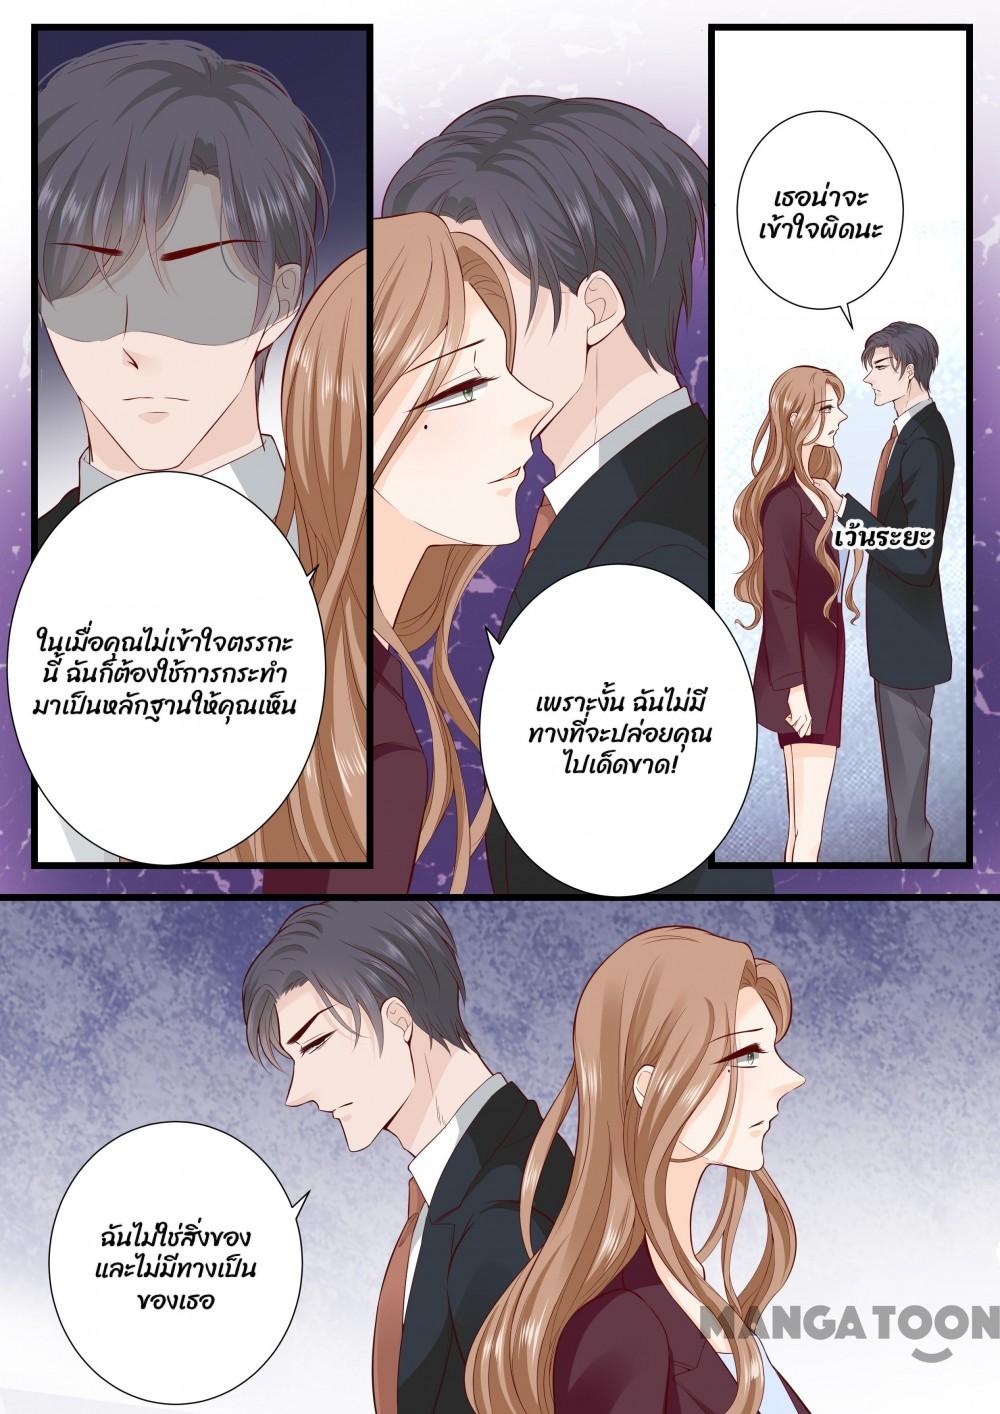 เธอน่าจะ
เข้าใจผิดนะ
เว้นระยะ
เพราะงั้น ฉันไม่มี
ทางที่จะปล่อยคุณ
ไปเด็ดขาด!
ในเมื่อคุณไม่เข้าใจตรรกะ
นี้ ฉันก็ต้องใช้การกระทำ
มาเป็นหลักฐานให้คุณเห็น
ฉันไม่ใช่สิ่งของ
และไม่มีทางเป็น
ของเธอ
MANGATOON